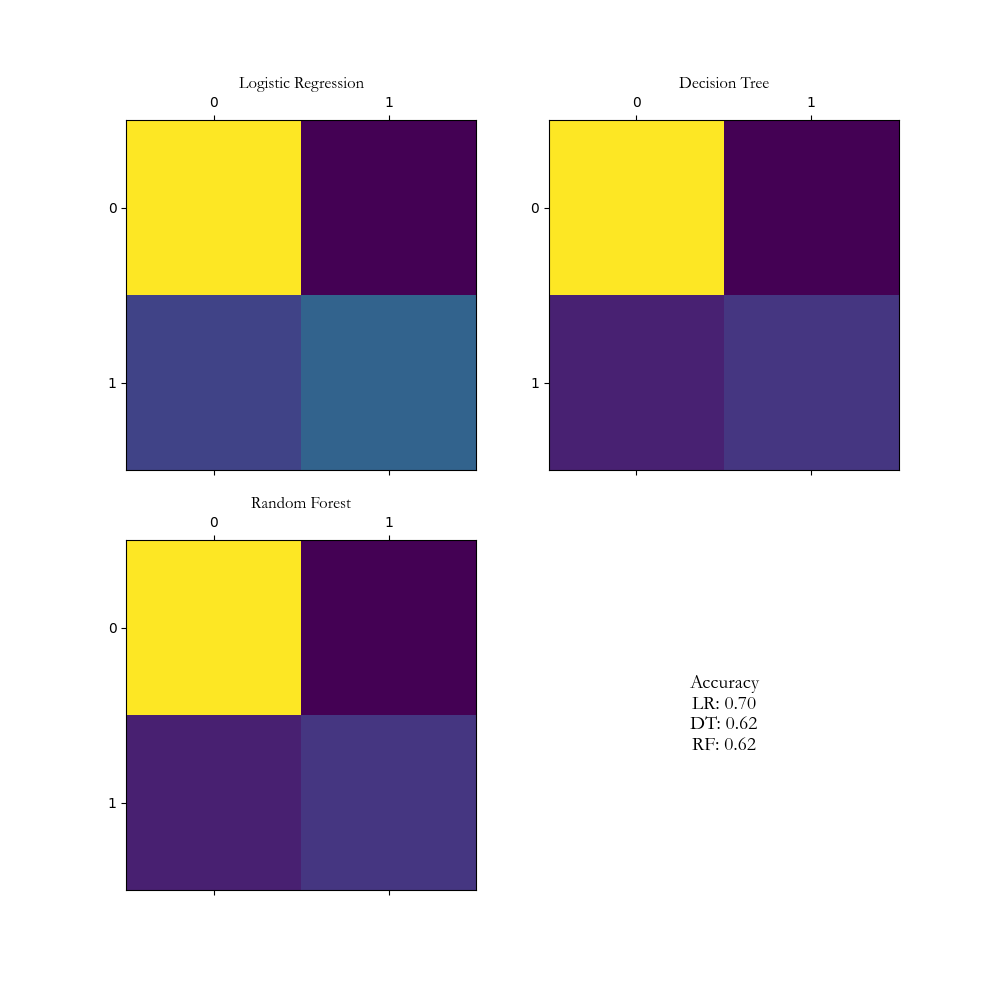 Logistic Regression
0 1
0
1
Decision Tree
0 1
0
1
Random Forest
0 1
0
1
Accuracy
LR: 0.70
DT: 0.62
RF: 0.62